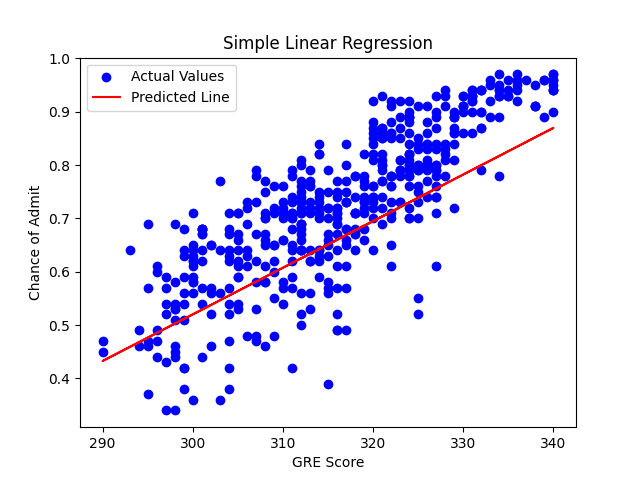 Simple Linear Regression
Actual Values
Predicted Line
Chance of Admit
1.0
0.9
0.8
0.7
0.6
0.5
0.4
290 300 310 320 330 340
GRE Score